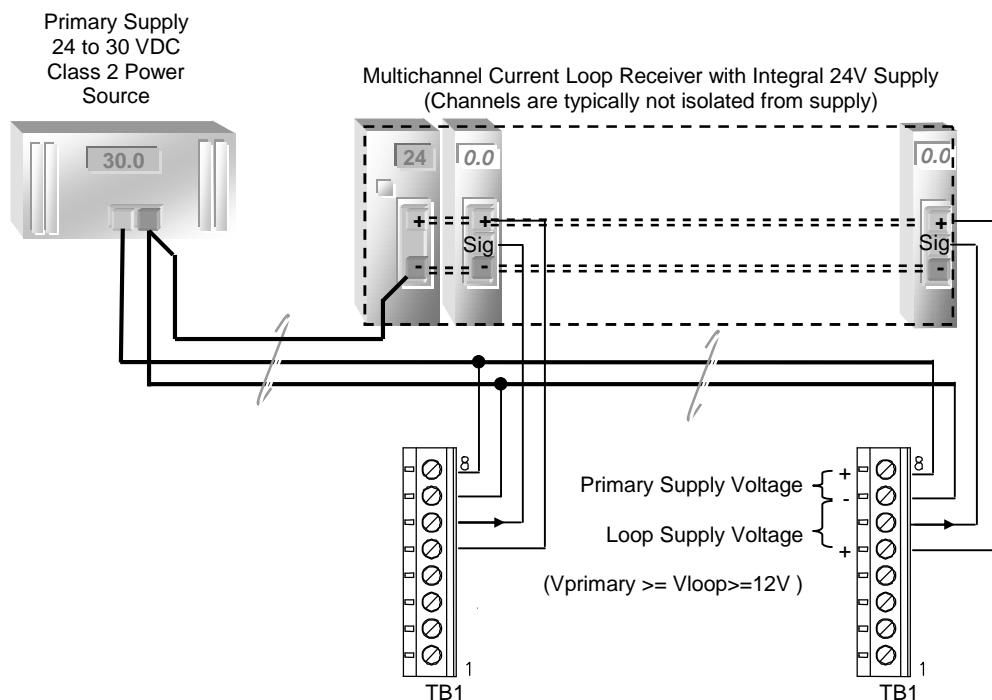 Primary Supply
24 to 30 VDC
Class 2 Power
Source
Multichannel Current Loop Receiver with Integral 24V Supply
(Channels are typically not isolated from supply)
30.0
24
0.0
0.0
+
+
+
Sig
Sig
-
-
-
8
8
Primary Supply Voltage
+
-
Loop Supply Voltage
+
(Vprimary >= Vloop>=12V )
1
1
TB1
TB1